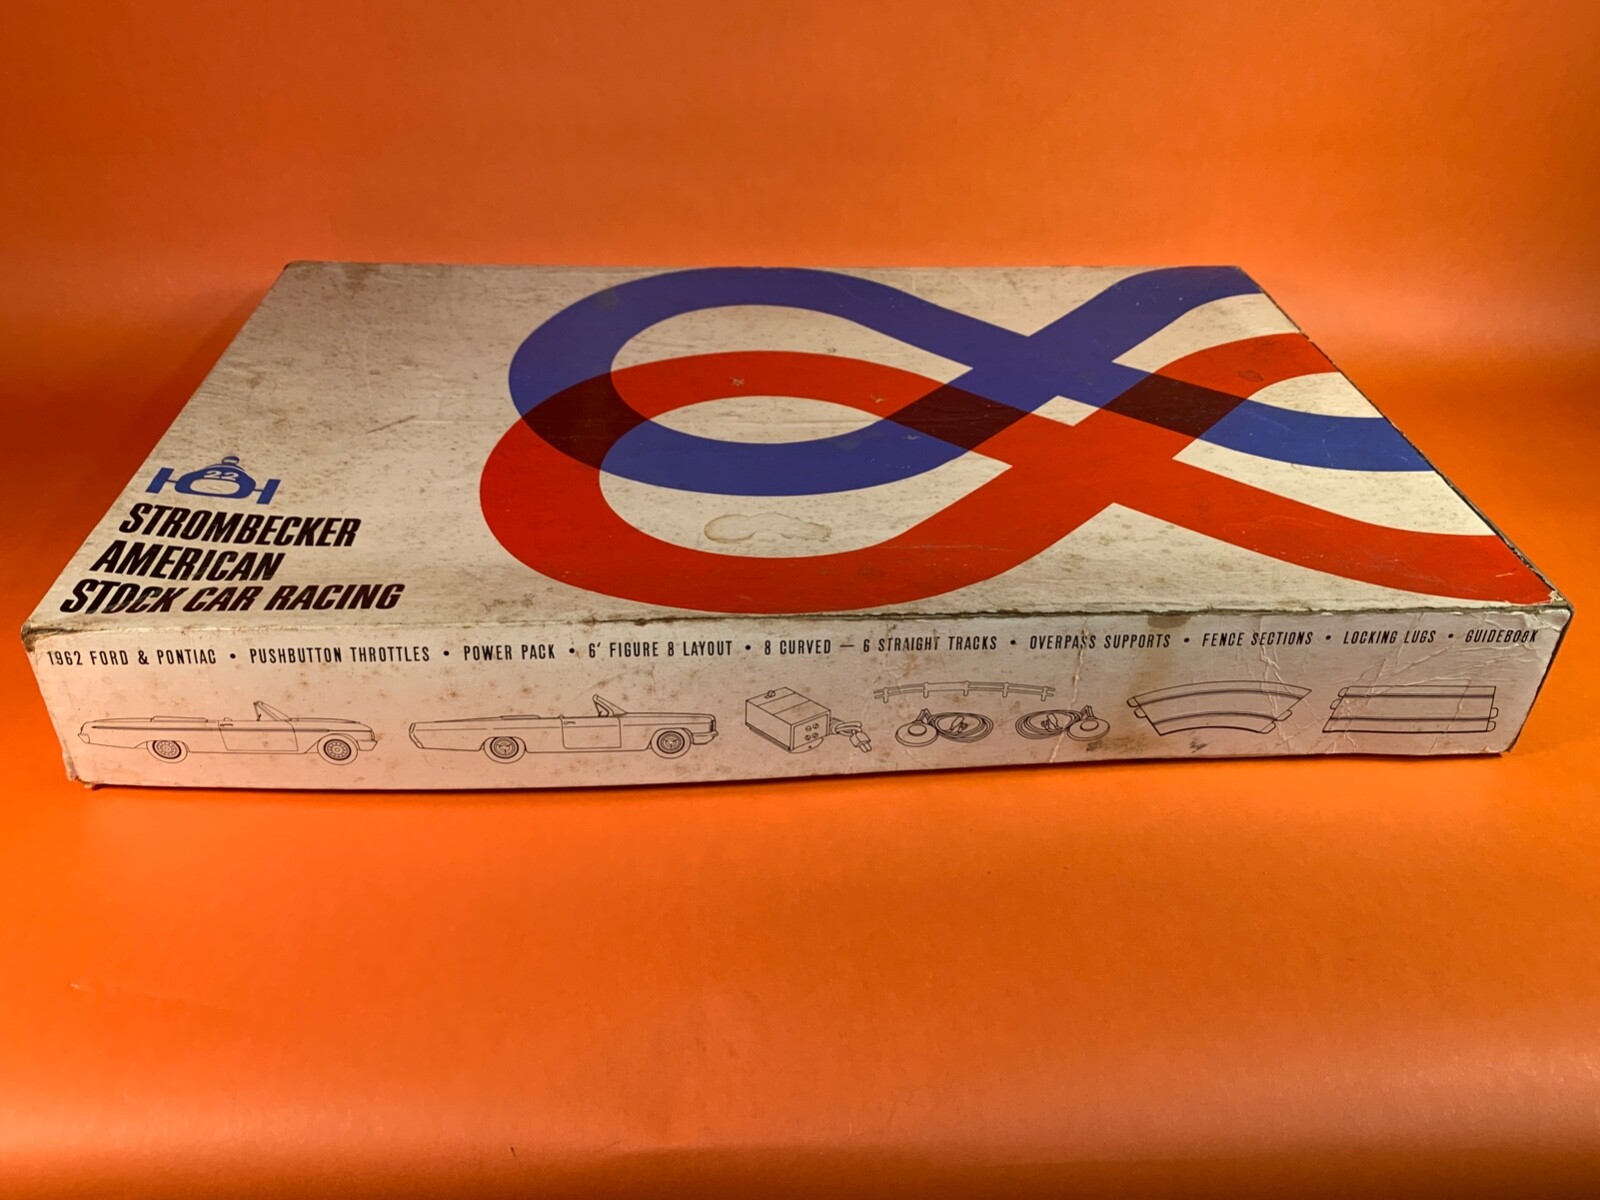 22
STROMBECKER
AMERICAN
STOCK CAR RACING
1962 FORD & PONTIAC • PUSHBUTTON THROTTLES • POWER PACK • 6' FIGURE 8 LAYOUT • 8 CURVED — 6 STRAIGHT TRACKS • OVERPASS SUPPORTS • FENCE SECTIONS • LOCKING LUGS • GUIDEBOOK